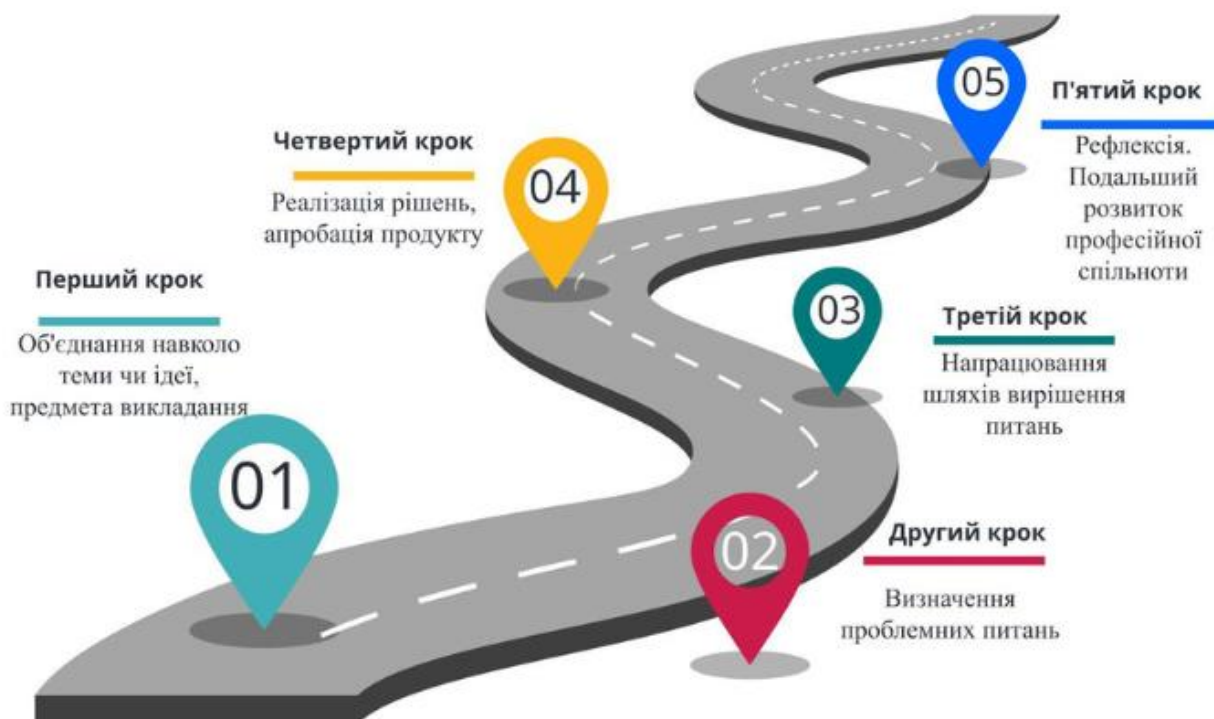 01
Перший крок
Об'єднання навколо
теми чи ідеї,
предмета викладання
02
Другий крок
Визначення
проблемних питань
03
Третій крок
Напрацювання
шляхів вирішення
питань
04
Четвертий крок
Реалізація рішень,
апробація продукту
05
П'ятий крок
Рефлексія.
Подальший
розвиток
професійної
спільноти